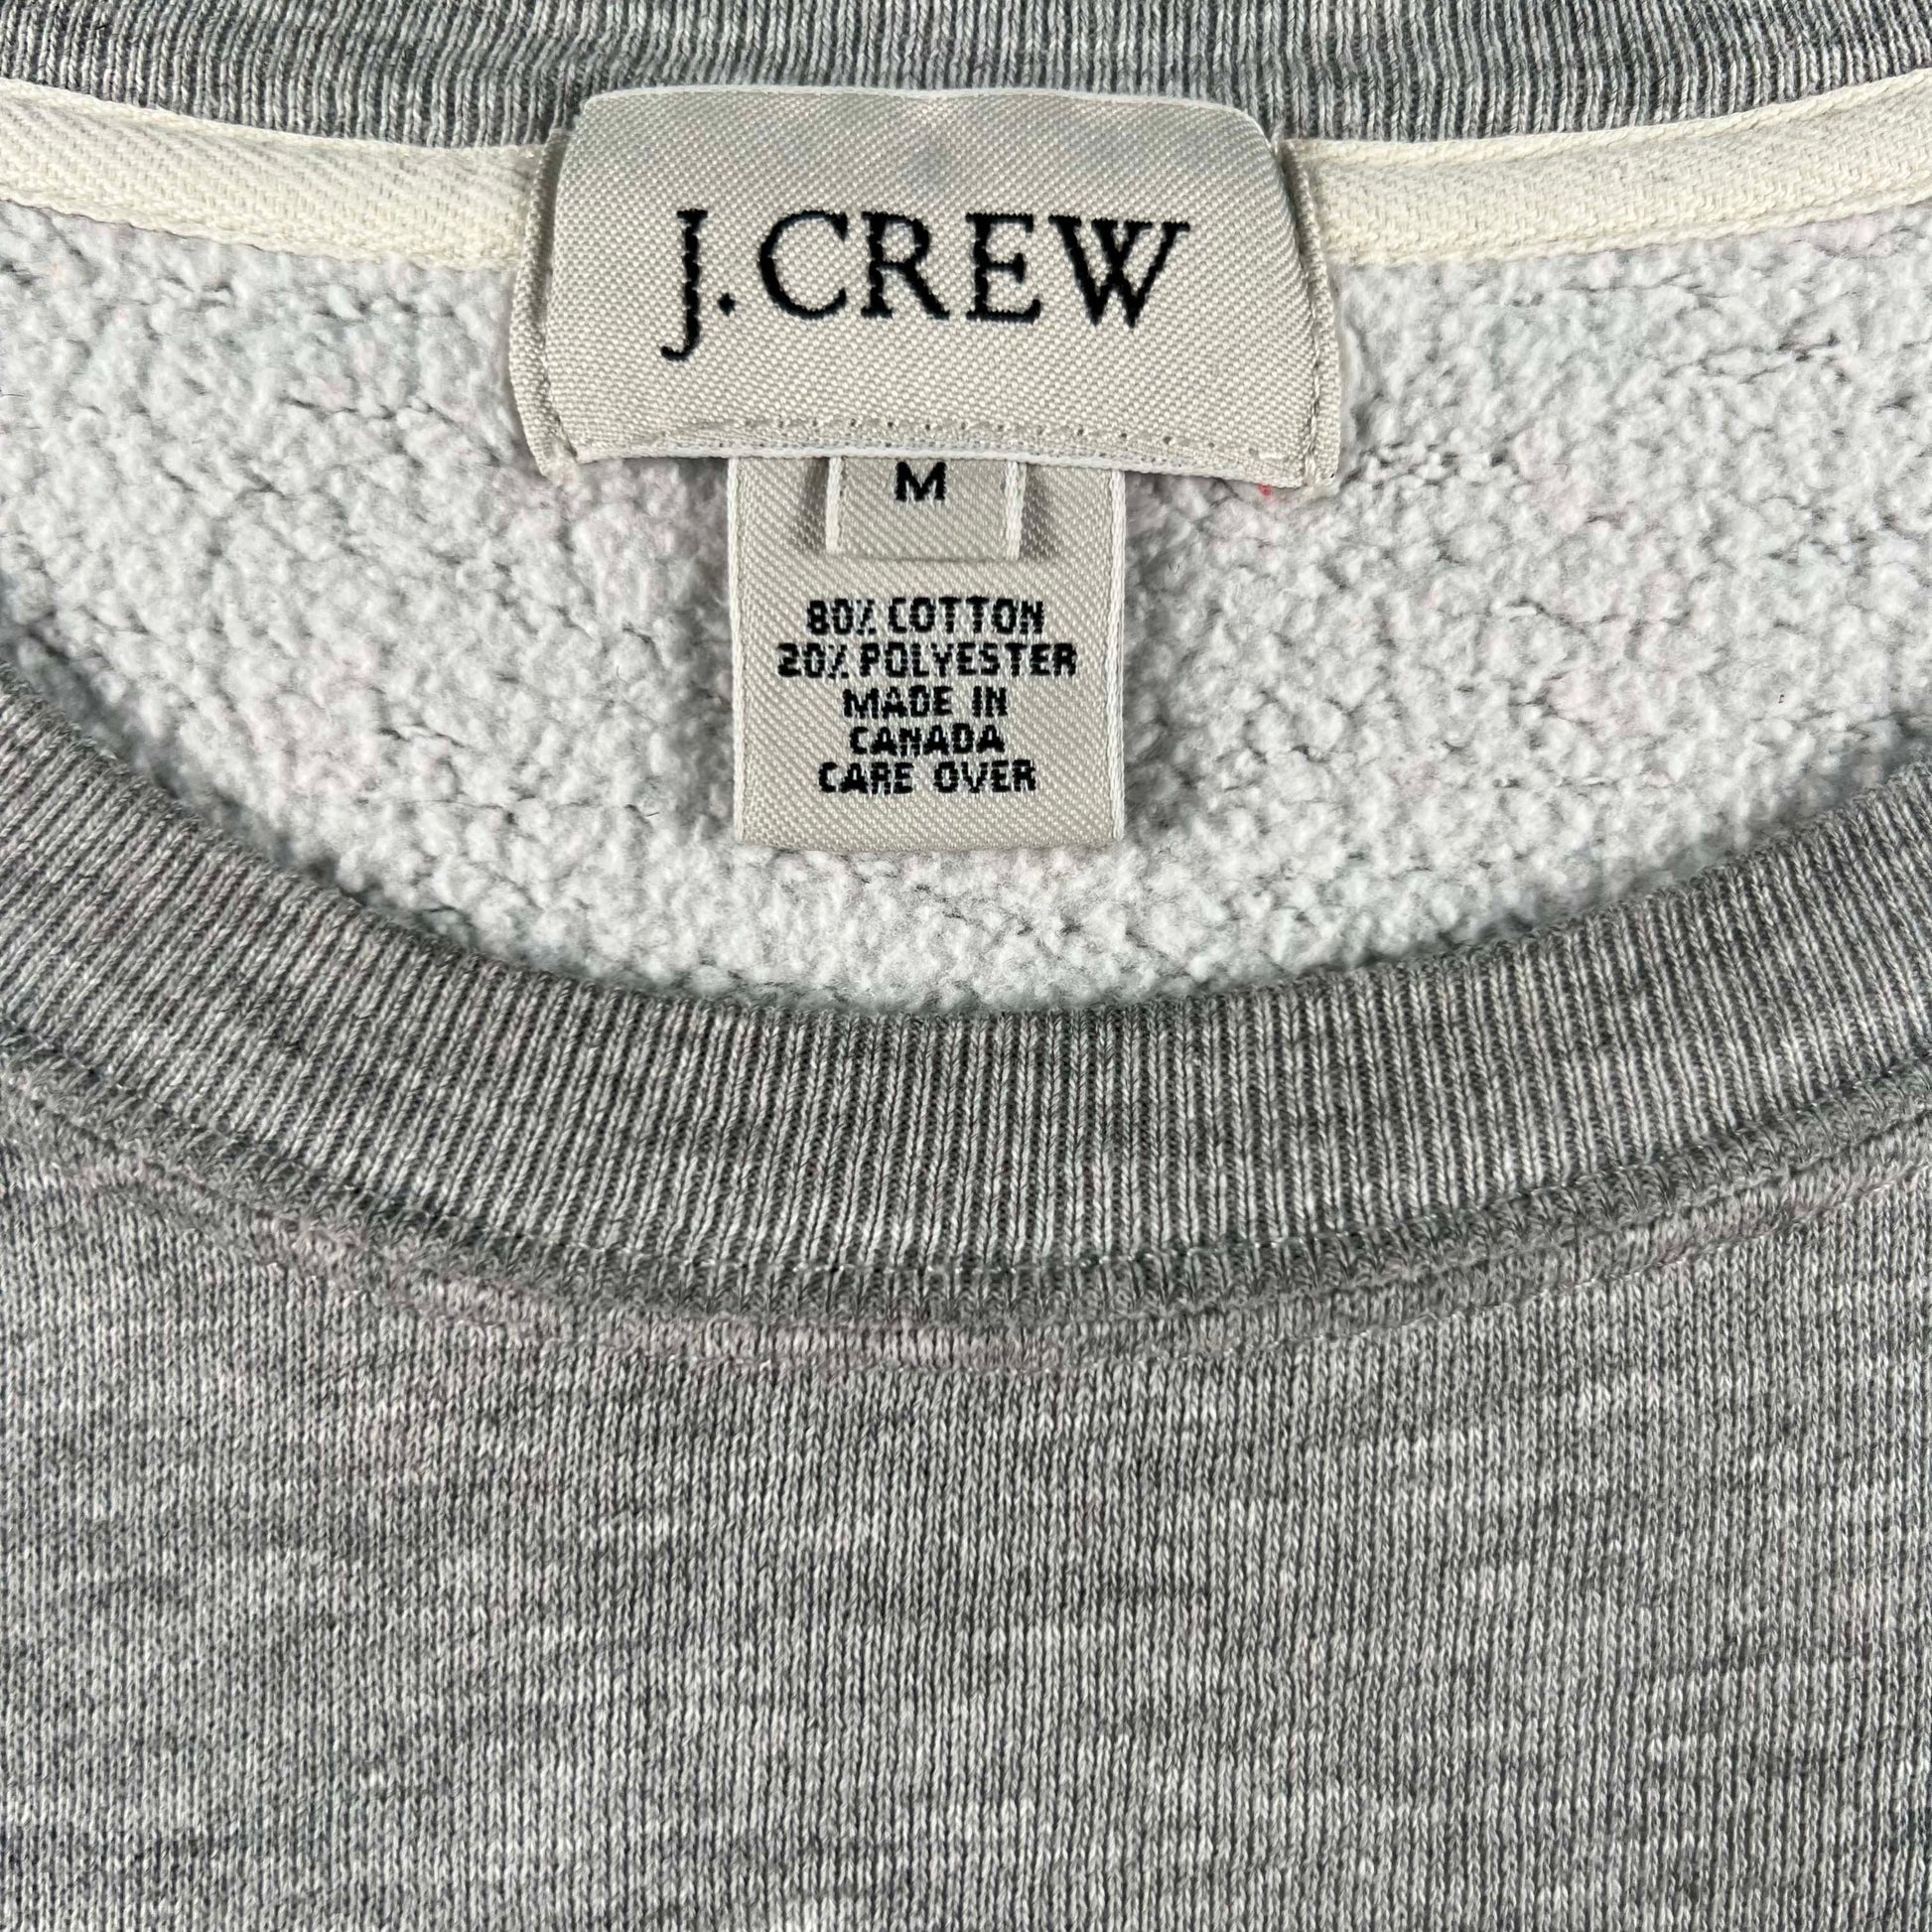 J.CREW
M
80% COTTON
20% POLYESTER
MADE IN
CANADA
CARE OVER